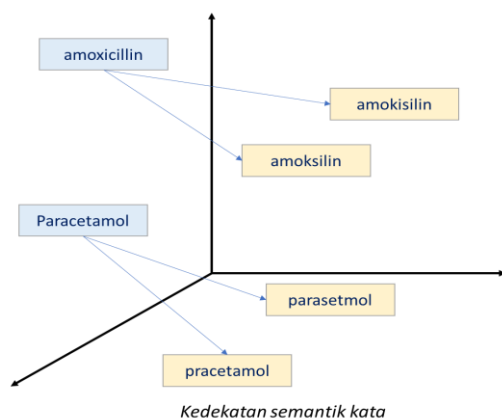 amoxicillin
amokisilin
amoksilin
Paracetamol
parasetmol
pracetamol
Kedekatan semantik kata